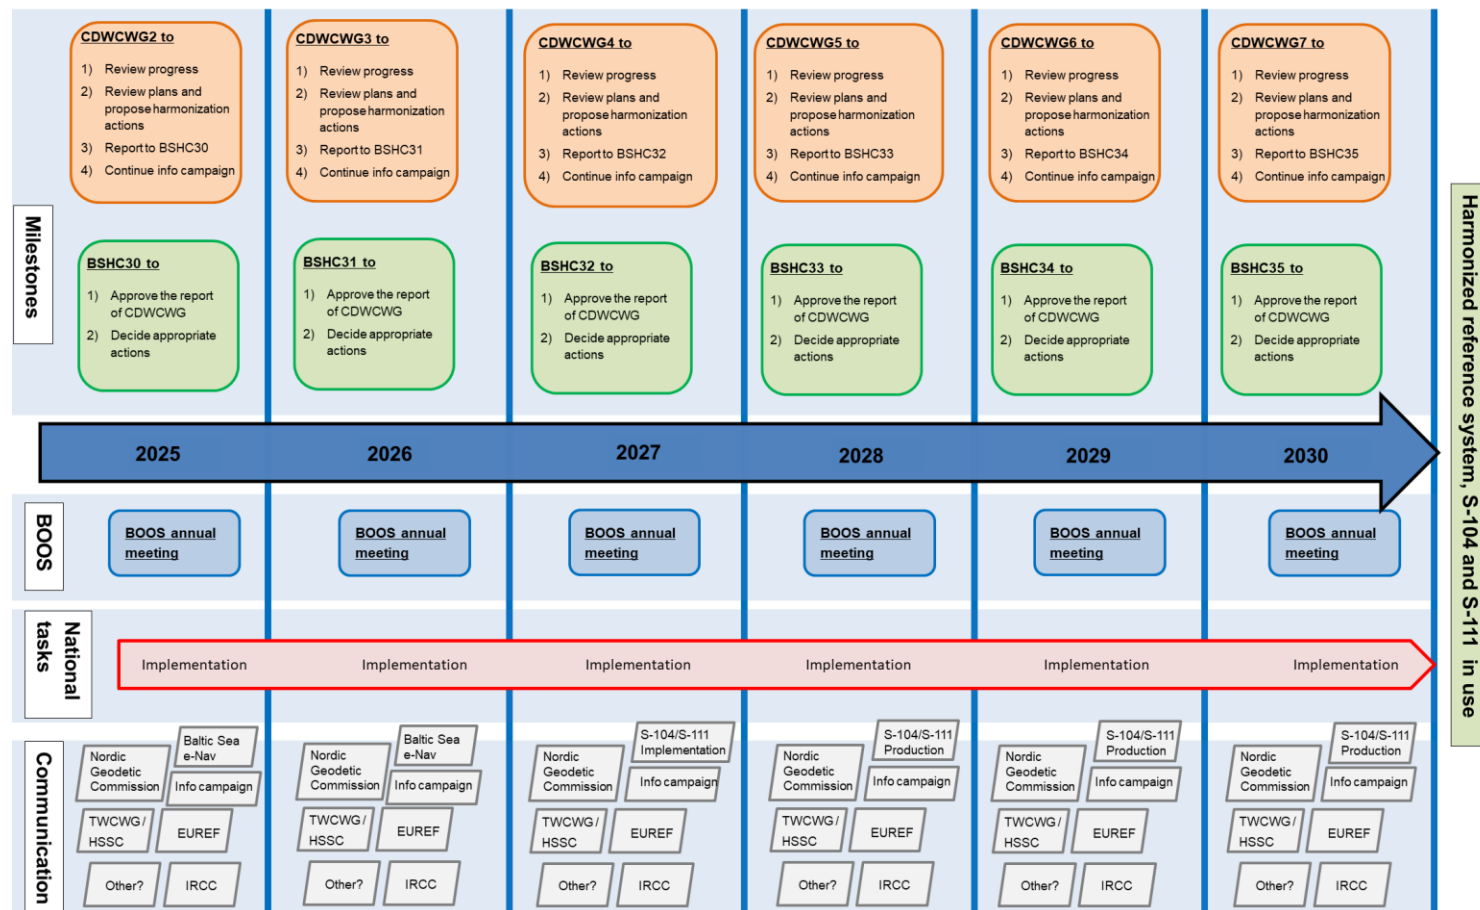 Milestones
CDWCWG2 to
1) Review progress
2) Review plans and
propose harmonization
actions
3) Report to BSHC30
4) Continue info campaign
CDWCWG3 to
1) Review progress
2) Review plans and
propose harmonization
actions
3) Report to BSHC31
4) Continue info campaign
CDWCWG4 to
1) Review progress
2) Review plans and
propose harmonization
actions
3) Report to BSHC32
4) Continue info campaign
CDWCWG5 to
1) Review progress
2) Review plans and
propose harmonization
actions
3) Report to BSHC33
4) Continue info campaign
CDWCWG6 to
1) Review progress
2) Review plans and
propose harmonization
actions
3) Report to BSHC34
4) Continue info campaign
CDWCWG7 to
1) Review progress
2) Review plans and
propose harmonization
actions
3) Report to BSHC35
4) Continue info campaign
BSHC30 to
1) Approve the report
of CDWCWG
2) Decide appropriate
actions
BSHC31 to
1) Approve the report
of CDWCWG
2) Decide appropriate
actions
BSHC32 to
1) Approve the report
of CDWCWG
2) Decide appropriate
actions
BSHC33 to
1) Approve the report
of CDWCWG
2) Decide appropriate
actions
BSHC34 to
1) Approve the report
of CDWCWG
2) Decide appropriate
actions
BSHC35 to
1) Approve the report
of CDWCWG
2) Decide appropriate
actions
2025
2026
2027
2028
2029
2030
BOOS
BOOS annual
meeting
BOOS annual
meeting
BOOS annual
meeting
BOOS annual
meeting
BOOS annual
meeting
BOOS annual
meeting
National
tasks
Implementation
Implementation
Implementation
Implementation
Implementation
Implementation
Communication
Nordic
Geodetic
Commission
Baltic Sea
e-Nav
Info campaign
TWCWG /
HSSC
EUREF
Other?
IRCC
Nordic
Geodetic
Commission
Baltic Sea
e-Nav
Info campaign
TWCWG /
HSSC
EUREF
Other?
IRCC
Nordic
Geodetic
Commission
S-104/S-111
Implementation
Info campaign
TWCWG /
HSSC
EUREF
Other?
IRCC
Nordic
Geodetic
Commission
S-104/S-111
Production
Info campaign
TWCWG /
HSSC
EUREF
Other?
IRCC
Nordic
Geodetic
Commission
S-104/S-111
Production
Info campaign
TWCWG /
HSSC
EUREF
Other?
IRCC
Nordic
Geodetic
Commission
S-104/S-111
Production
Info campaign
TWCWG /
HSSC
EUREF
Other?
IRCC
Harmonized reference system, S-104 and S-111 in use